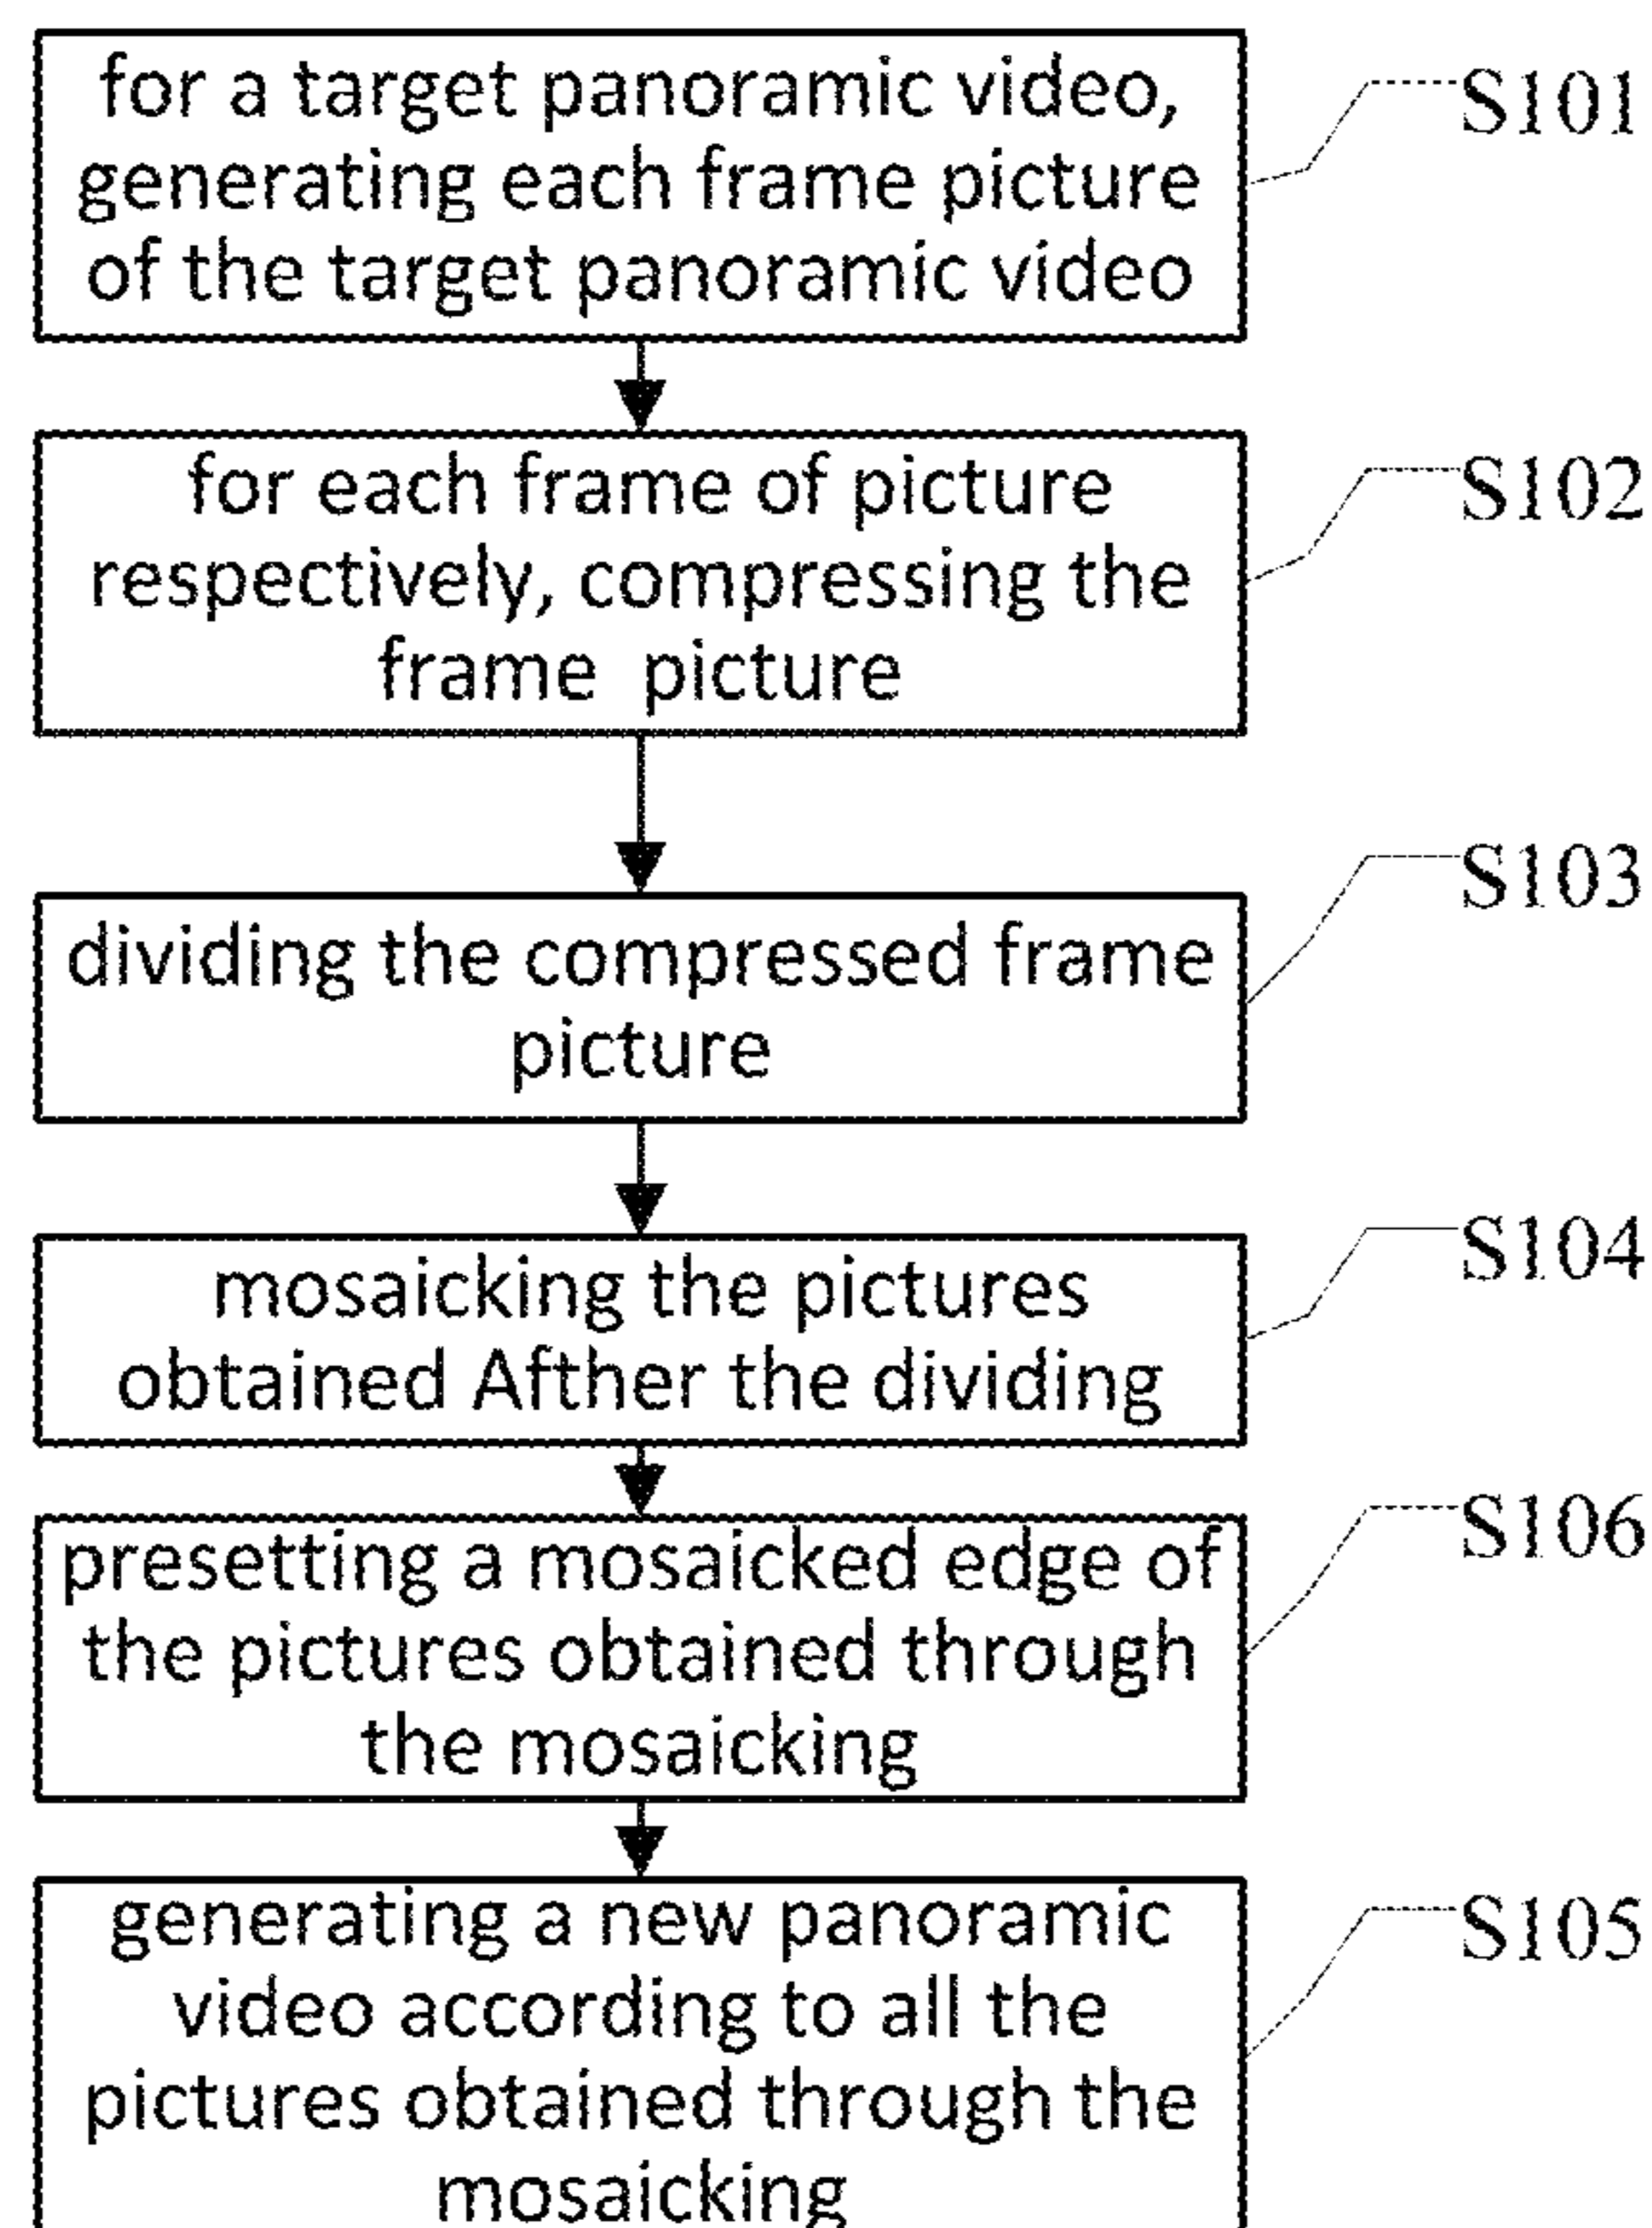 for a target panoramic video,
generating each frame picture
of the target panoramic video
S101
for each frame of picture
respectively, compressing the
frame picture
S102
dividing the compressed frame
picture
S103
mosaicking the pictures
obtained Afther the dividing
S104
presetting a mosaicked edge of
the pictures obtained through
the mosaicking
S106
generating a new panoramic
video according to all the
pictures obtained through the
mosaicking
S105